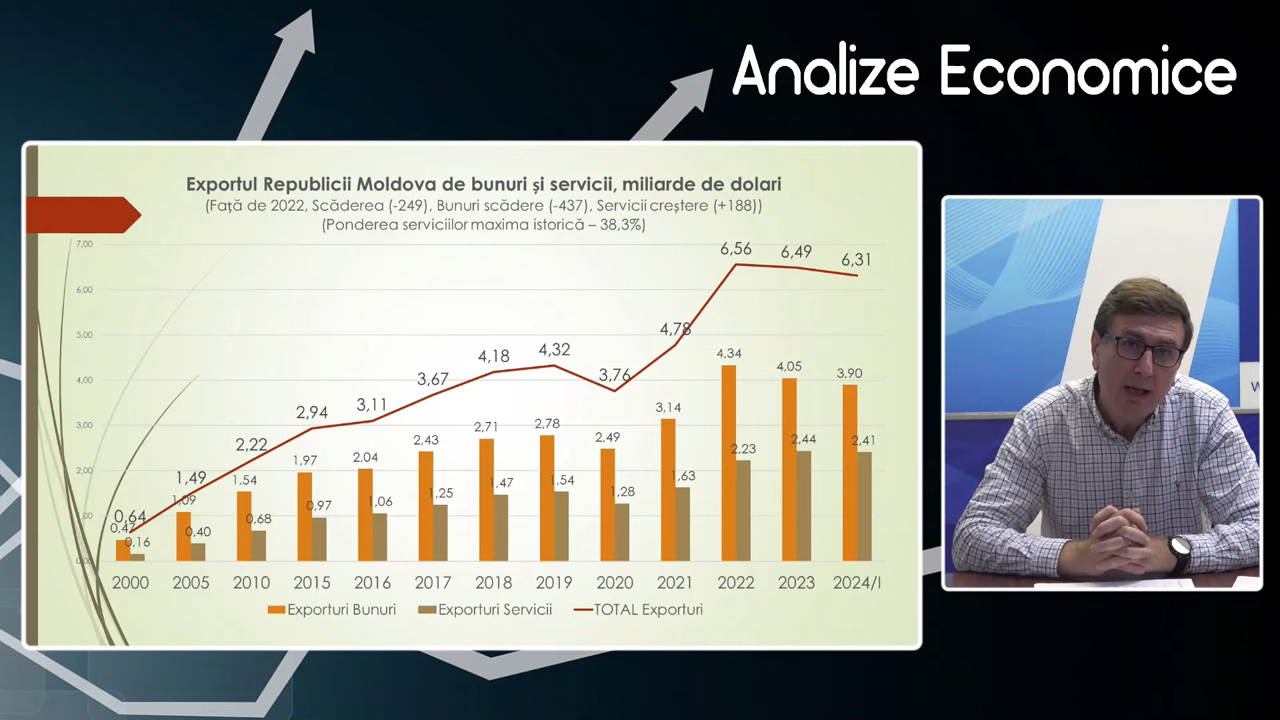 Analize Economice
Exportul Republicii Moldova de bunuri și servicii, miliarde de dolari
(Față de 2022, Scăderea (-249), Bunuri scădere (-437), Servicii creștere (+188))
(Ponderea serviciilor maxima istorică – 38,3%)
7,00
6,00
5,00
4,00
3,00
2,00
1,00
0,00
0,64 1,49 2,22 2,94 3,11 3,67 4,18 4,32 3,76 4,78 6,56 6,49 6,31
0,47 1,09 1,54 1,97 2,04 2,43 2,71 2,78 2,49 3,14 4,34 4,05 3,90
0,16 0,40 0,68 0,97 1,06 1,25 1,47 1,54 1,28 1,63 2,23 2,44 2,41
2000 2005 2010 2015 2016 2017 2018 2019 2020 2021 2022 2023 2024/I
Exporturi Bunuri Exporturi Servicii TOTAL Exporturi
W